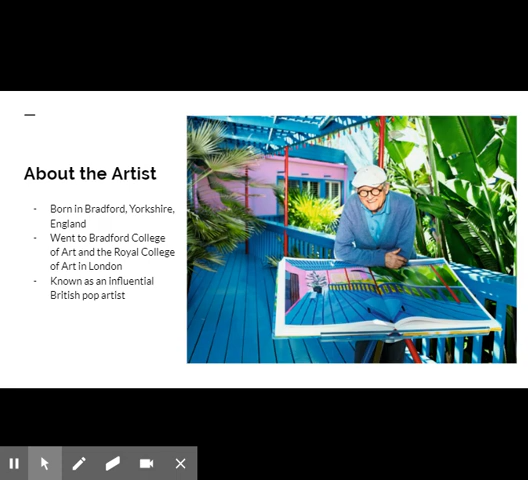 About the Artist
- Born in Bradford, Yorkshire,
England
- Went to Bradford College
of Art and the Royal College
of Art in London
- Known as an influential
British pop artist